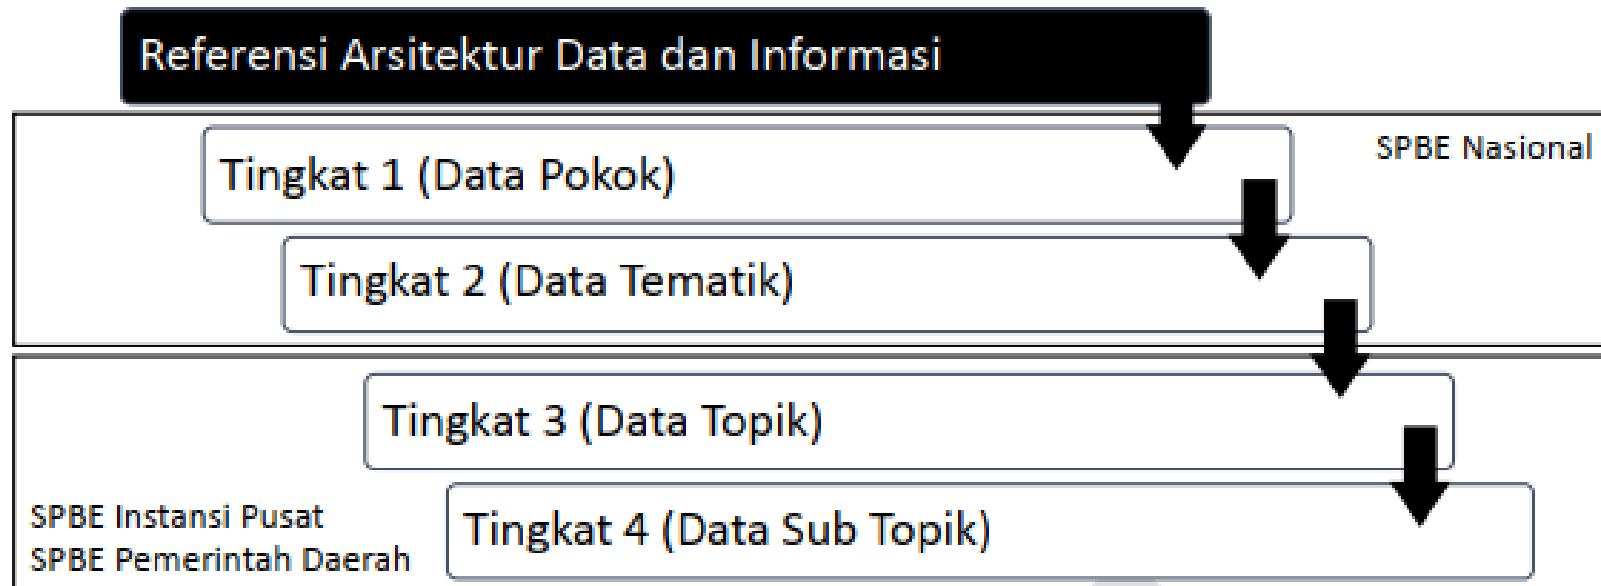 Referensi Arsitektur Data dan Informasi
SPBE Nasional
Tingkat 1 (Data Pokok)
Tingkat 2 (Data Tematik)
Tingkat 3 (Data Topik)
Tingkat 4 (Data Sub Topik)
SPBE Instansi Pusat
SPBE Pemerintah Daerah